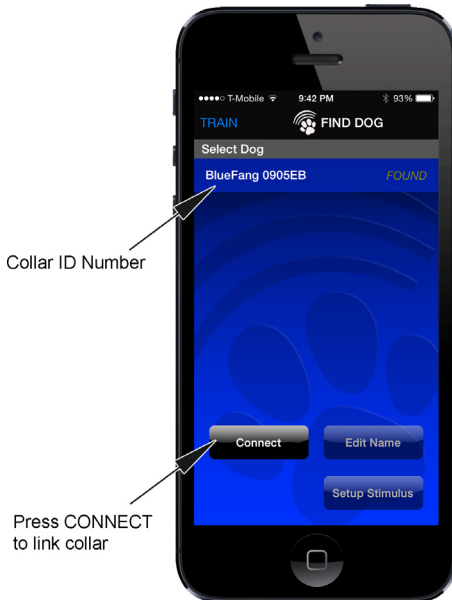 T-Mobile 9:42 PM 93%
TRAIN FIND DOG
Select Dog
BlueFang 0905EB FOUND
Collar ID Number
Connect Edit Name
Setup Stimulus
Press CONNECT
to link collar